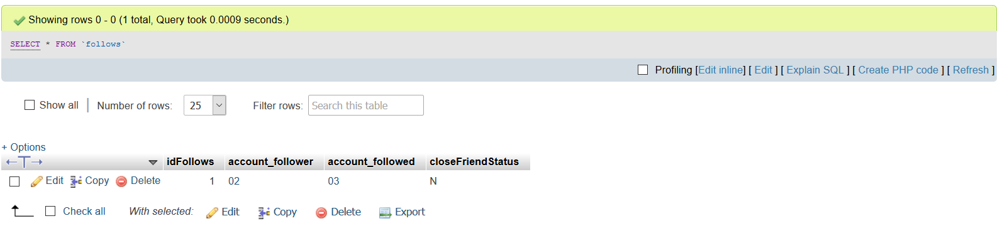 Showing rows 0 - 0 (1 total, Query took 0.0009 seconds.)
SELECT * FROM `follows`
Profiling [Edit inline] [ Edit ] [ Explain SQL ] [ Create PHP code ] [ Refresh ]
Show all | Number of rows: 25 Filter rows: Search this table
+ Options
←T→ idFollows account_follower account_followed closeFriendStatus
Edit Copy Delete 1 02 03 N
Check all With selected: Edit Copy Delete Export